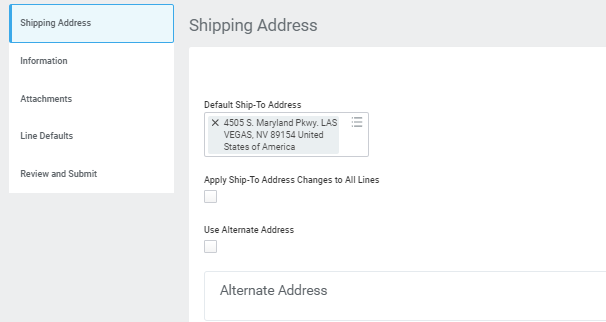 Shipping Address
Information
Attachments
Line Defaults
Review and Submit
Shipping Address
Default Ship-To Address
4505 S. Maryland Pkwy. LAS
VEGAS, NV 89154 United
States of America
Apply Ship-To Address Changes to All Lines
Use Alternate Address
Alternate Address